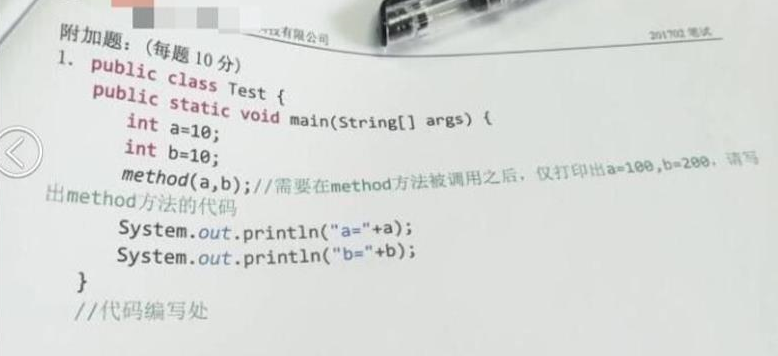 有限公司
201702 笔试
附加题：（每题 10 分）
1. public class Test {
public static void main(String[] args) {
int a=10;
int b=10;
method(a,b);//需要在method方法被调用之后，仅打印出a=100,b=200，请写
出method方法的代码
System.out.println("a="+a);
System.out.println("b="+b);
}
//代码编写处